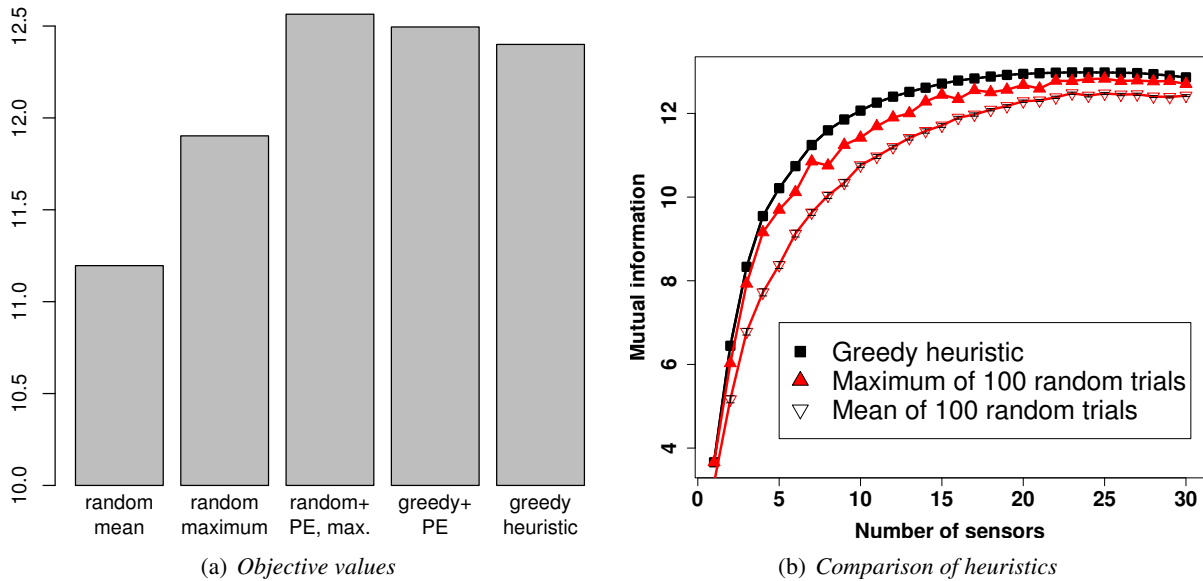 12.5
12.0
11.5
11.0
10.5
10.0
random
mean
random
maximum
random+
PE, max.
greedy+
PE
greedy
heuristic
(a) Objective values
Mutual information
12
10
8
6
4
Greedy heuristic
Maximum of 100 random trials
Mean of 100 random trials
0 5 10 15 20 25 30
Number of sensors
(b) Comparison of heuristics